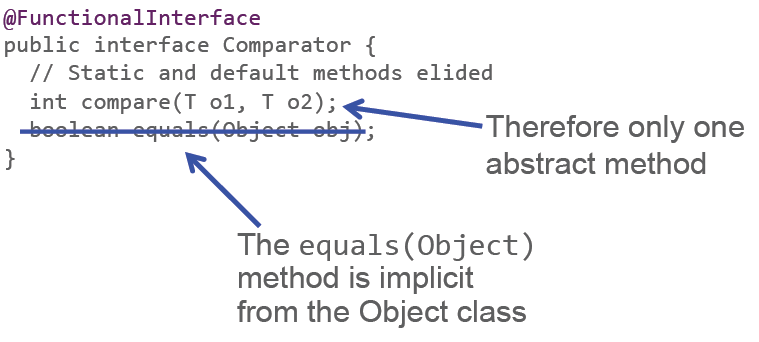 @FunctionalInterface
public interface Comparator {
// Static and default methods elided
int compare(T o1, T o2);
boolean equals(Object obj);
}
Therefore only one
abstract method
The equals(Object)
method is implicit
from the Object class